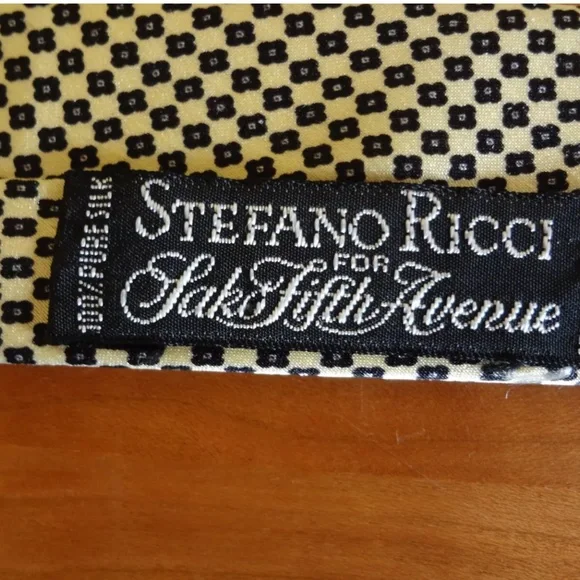 100% PURE SILK
STEFANO RICCI
FOR
Saks Fifth Avenue